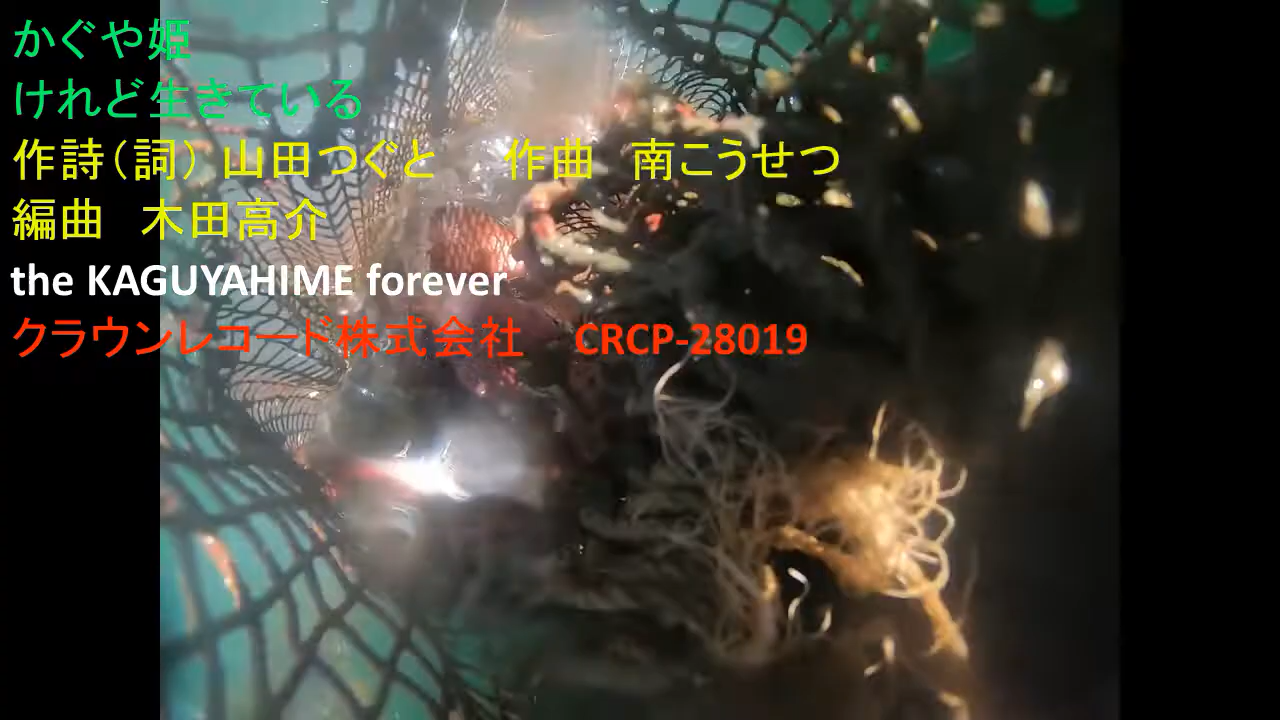 かぐや姫
けれど生きている
作詩（詞） 山田つぐと　作曲　南こうせつ
編曲　木田高介
the KAGUYAHIME forever
クラウンレコード株式会社　CRCP-28019